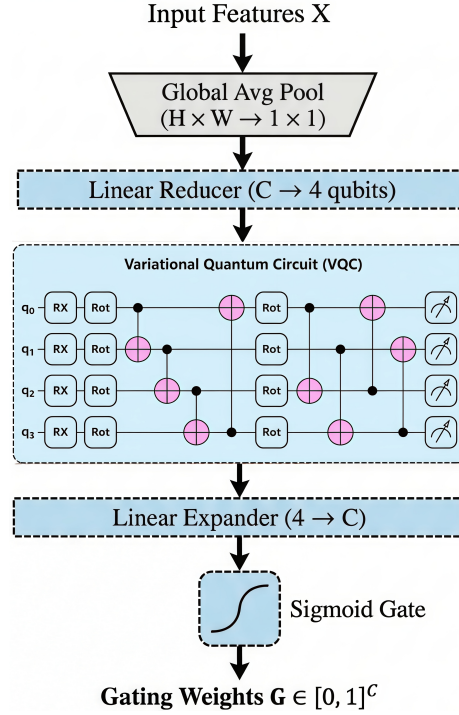 Input Features X
Global Avg Pool
(H × W → 1 × 1)
Linear Reducer (C → 4 qubits)
Variational Quantum Circuit (VQC)
q₀ RX Rot Rot
q₁ RX Rot Rot
q₂ RX Rot Rot
q₃ RX Rot Rot
Linear Expander (4 → C)
Sigmoid Gate
Gating Weights G ∈ [0, 1]ᶜ